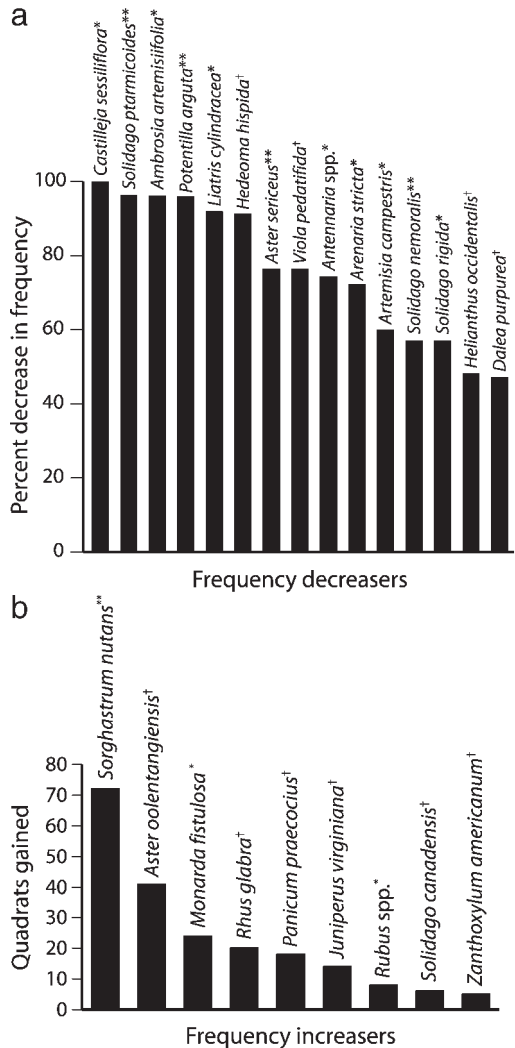 a
Castilleja sessiliflora*
Solidago ptarmicoides**
Ambrosia artemisiifolia*
Potentilla arguta**
Liatris cylindracea*
Hedeoma hispida†
Aster sericeus**
Viola pedatifida†
Antennaria spp.*
Arenaria stricta*
Artemisia campestris*
Solidago nemoralis**
Solidago rigida*
Helianthus occidentalis†
Dalea purpurea†
Percent decrease in frequency
100
80
60
40
20
0
Frequency decreasers
b
Sorghastrum nutans**
Aster oolentangiensis†
Monarda fistulosa*
Rhus glabra†
Panicum praecocius†
Juniperus virginiana†
Rubus spp.*
Solidago canadensis†
Zanthoxylum americanum†
Quadrats gained
80
70
60
50
40
30
20
10
0
Frequency increasers